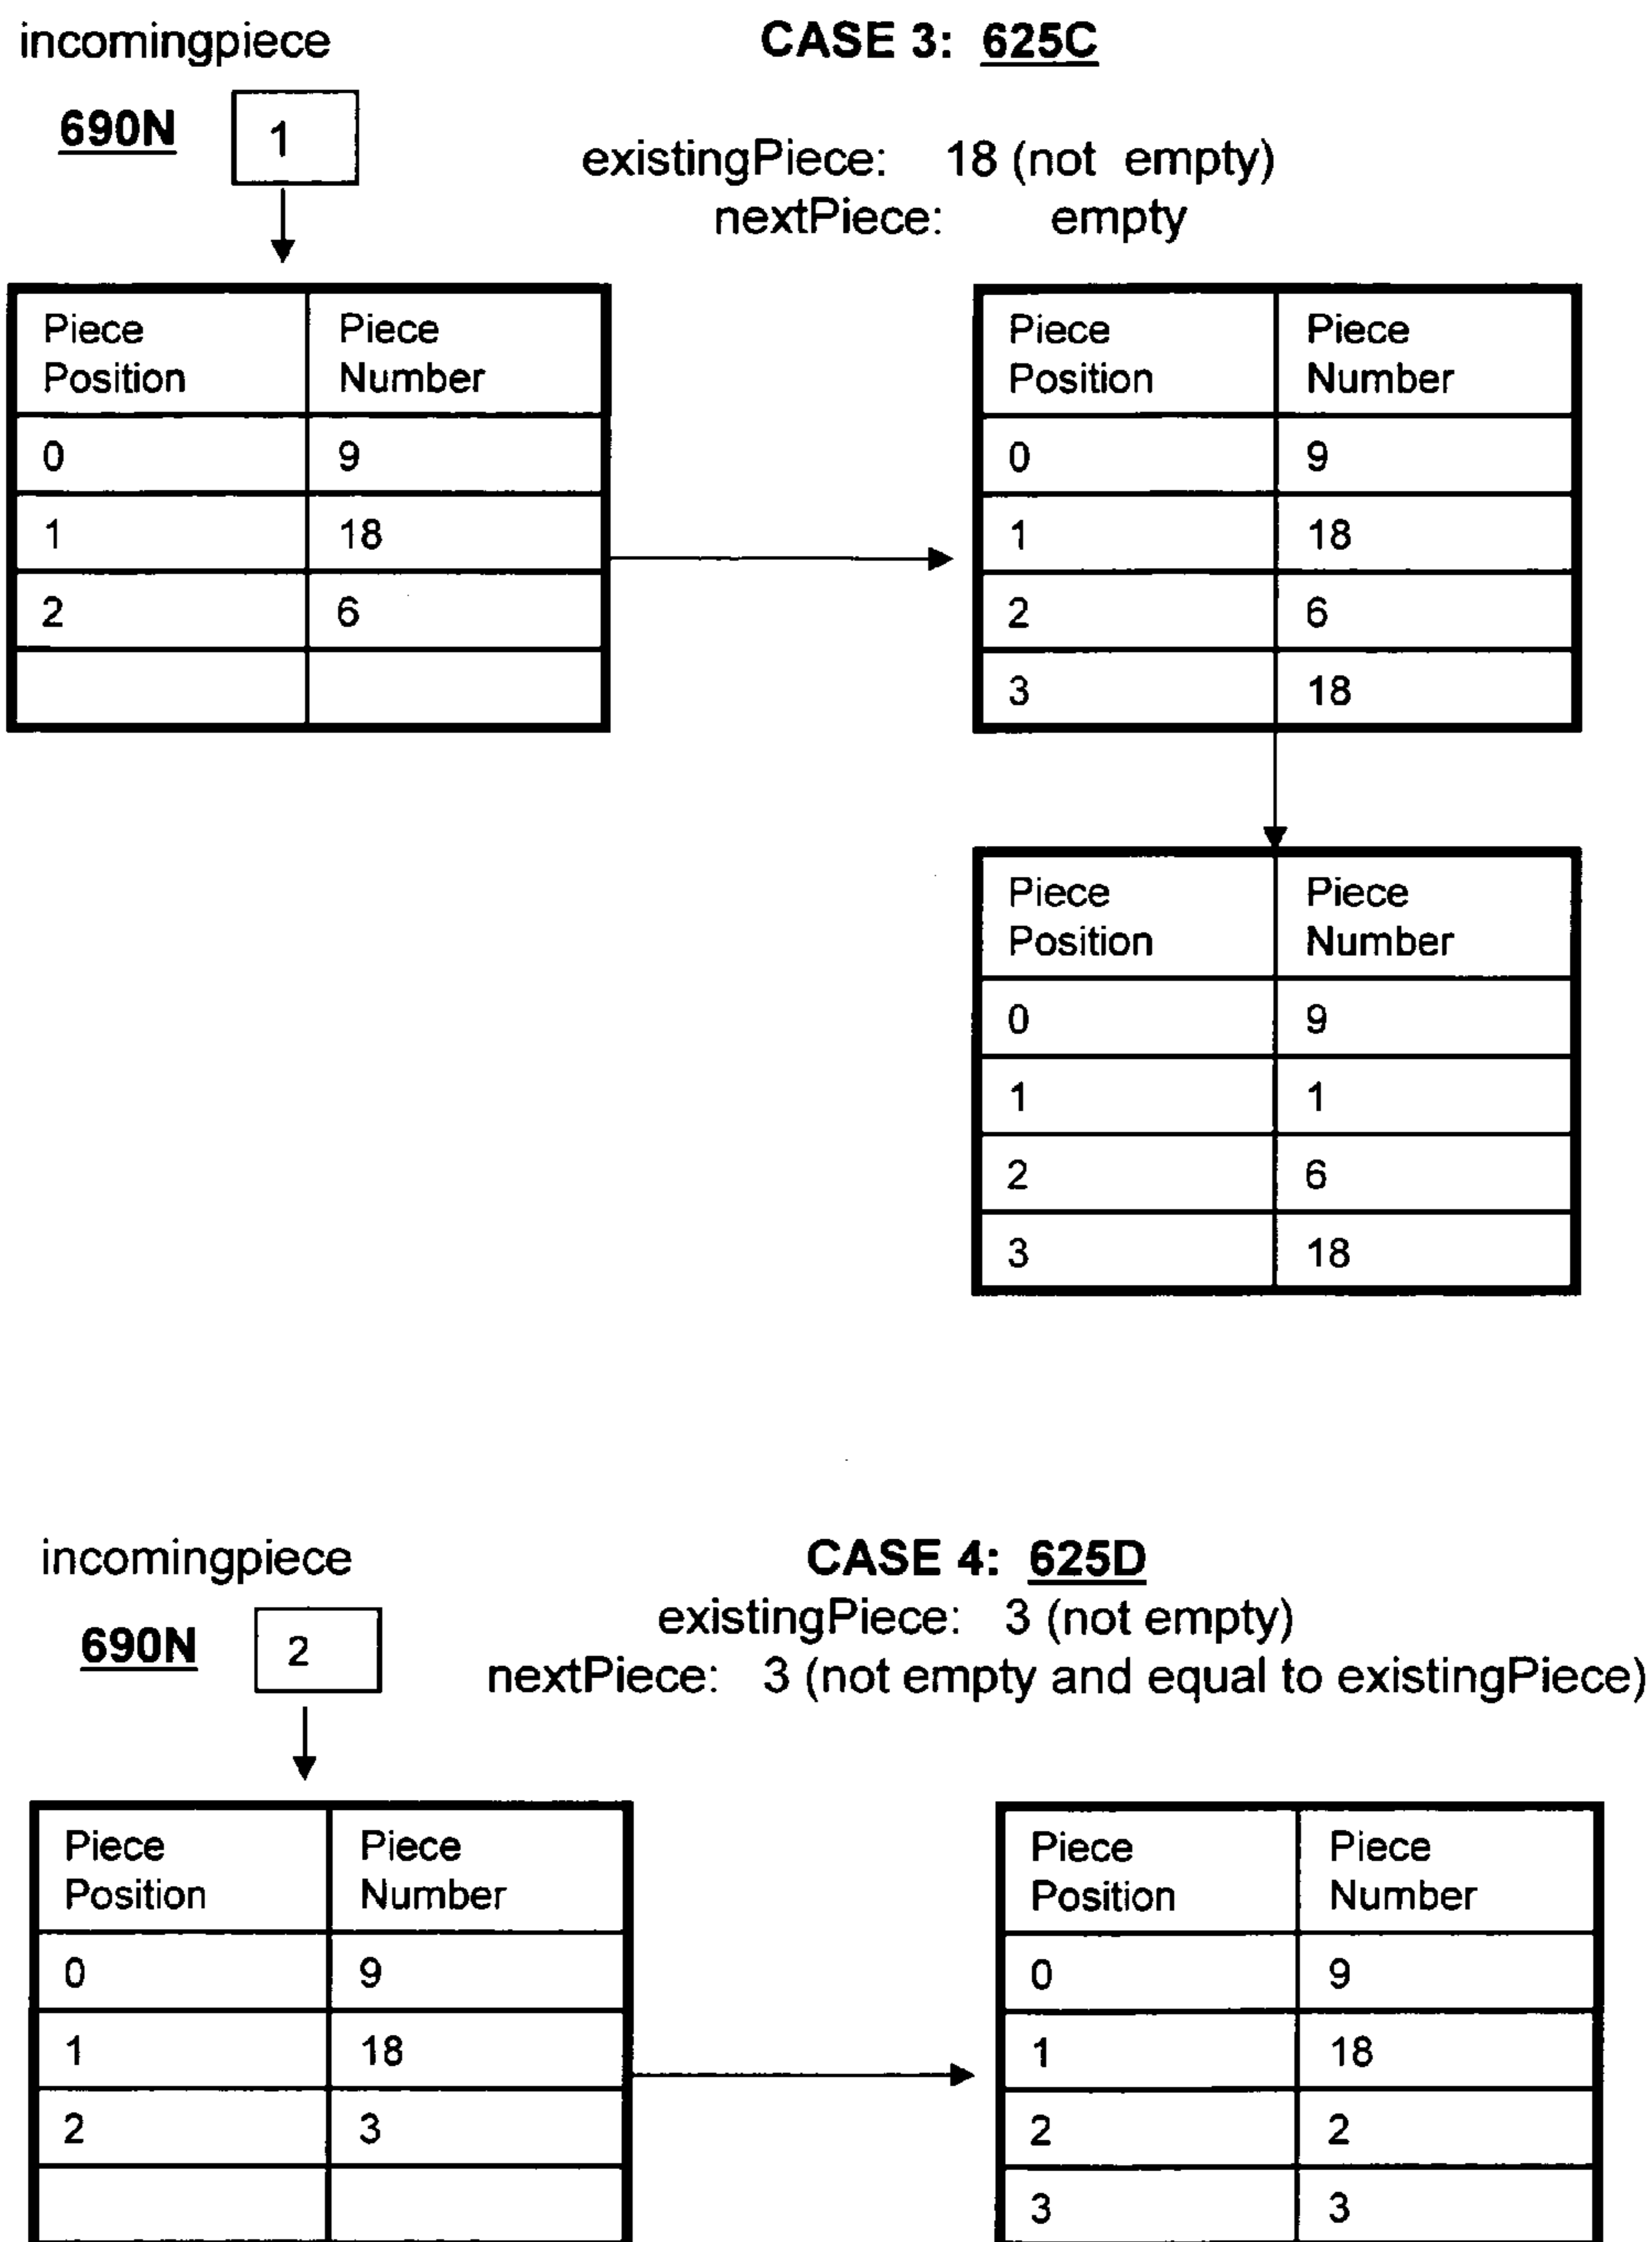 incomingpiece
CASE 3: 625C
690N 1
existingPiece: 18 (not empty)
nextPiece: empty
Piece Position Piece Number
0 9
1 18
2 6
Piece Position Piece Number
0 9
1 18
2 6
3 18
Piece Position Piece Number
0 9
1 1
2 6
3 18
incomingpiece
CASE 4: 625D
690N 2
existingPiece: 3 (not empty)
nextPiece: 3 (not empty and equal to existingPiece)
Piece Position Piece Number
0 9
1 18
2 3
Piece Position Piece Number
0 9
1 18
2 2
3 3